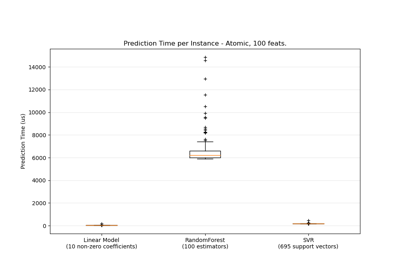 Prediction Time per Instance - Atomic, 100 feats.
Prediction Time (us)
14000
12000
10000
8000
6000
4000
2000
0
Linear Model
(10 non-zero coefficients)
RandomForest
(100 estimators)
SVR
(695 support vectors)